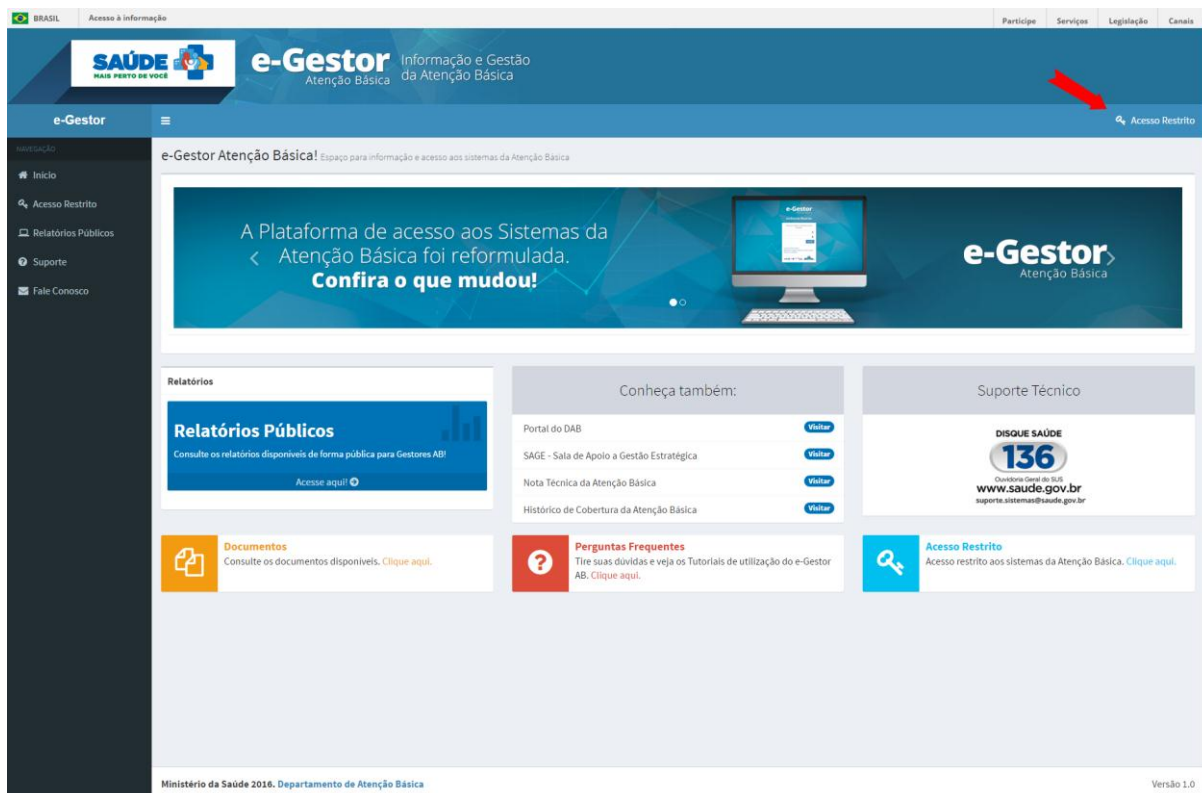 BRASIL Acesso à informação Participe Serviços Legislação Canais
SAÚDE
MAIS PERTO DE VOCÊ
e-Gestor
Atenção Básica
Informação e Gestão
da Atenção Básica
e-Gestor Acesso Restrito
NAVEGAÇÃO
Início
Acesso Restrito
Relatórios Públicos
Suporte
Fale Conosco
e-Gestor Atenção Básica! Espaço para informação e acesso aos sistemas da Atenção Básica
A Plataforma de acesso aos Sistemas da
Atenção Básica foi reformulada.
Confira o que mudou!
e-Gestor
e-Gestor
Atenção Básica
Relatórios
Relatórios Públicos
Consulte os relatórios disponíveis de forma pública para Gestores AB!
Acesse aqui!
Conheça também:
Portal do DAB Visitar
SAGE - Sala de Apoio a Gestão Estratégica Visitar
Nota Técnica da Atenção Básica Visitar
Histórico de Cobertura da Atenção Básica Visitar
Suporte Técnico
DISQUE SAÚDE
136
Ouvidoria Geral do SUS
www.saude.gov.br
suporte.sistemas@saude.gov.br
Documentos
Consulte os documentos disponíveis. Clique aqui.
Perguntas Frequentes
Tire suas dúvidas e veja os Tutoriais de utilização do e-Gestor
AB. Clique aqui.
Acesso Restrito
Acesso restrito aos sistemas da Atenção Básica. Clique aqui.
Ministério da Saúde 2016. Departamento de Atenção Básica Versão 1.0